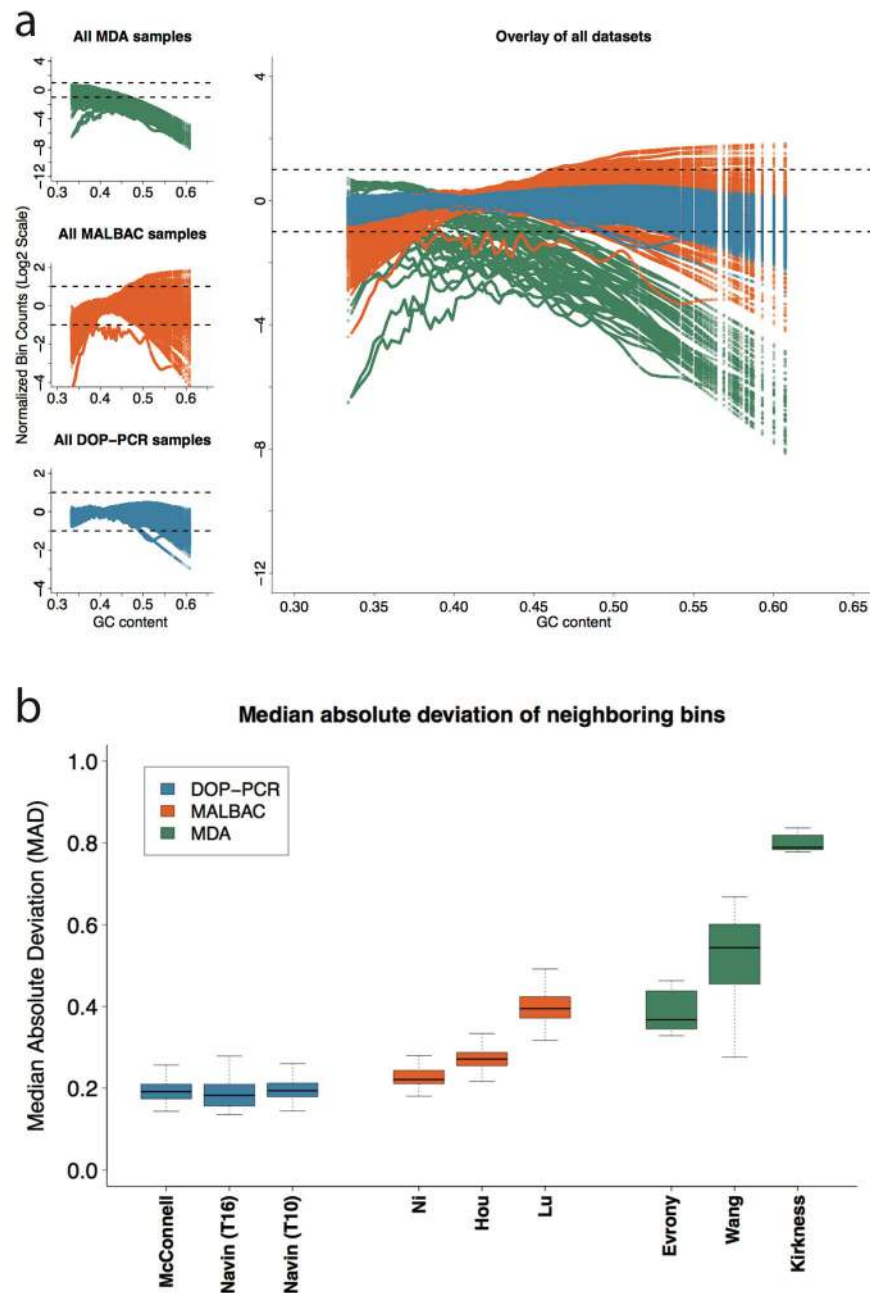 a
All MDA samples
4
0
−4
−8
−12
0.3 0.4 0.5 0.6
All MALBAC samples
2
0
−2
−4
0.3 0.4 0.5 0.6
All DOP−PCR samples
2
0
−2
−4
0.3 0.4 0.5 0.6
GC content
Normalized Bin Counts (Log2 Scale)
Overlay of all datasets
4
0
−4
−8
−12
0.30 0.35 0.40 0.45 0.50 0.55 0.60 0.65
GC content
b
Median absolute deviation of neighboring bins
Median Absolute Deviation (MAD)
1.0
0.8
0.6
0.4
0.2
0.0
DOP−PCR
MALBAC
MDA
McConnell
Navin (T16)
Navin (T10)
Ni
Hou
Lu
Evrony
Wang
Kirkness